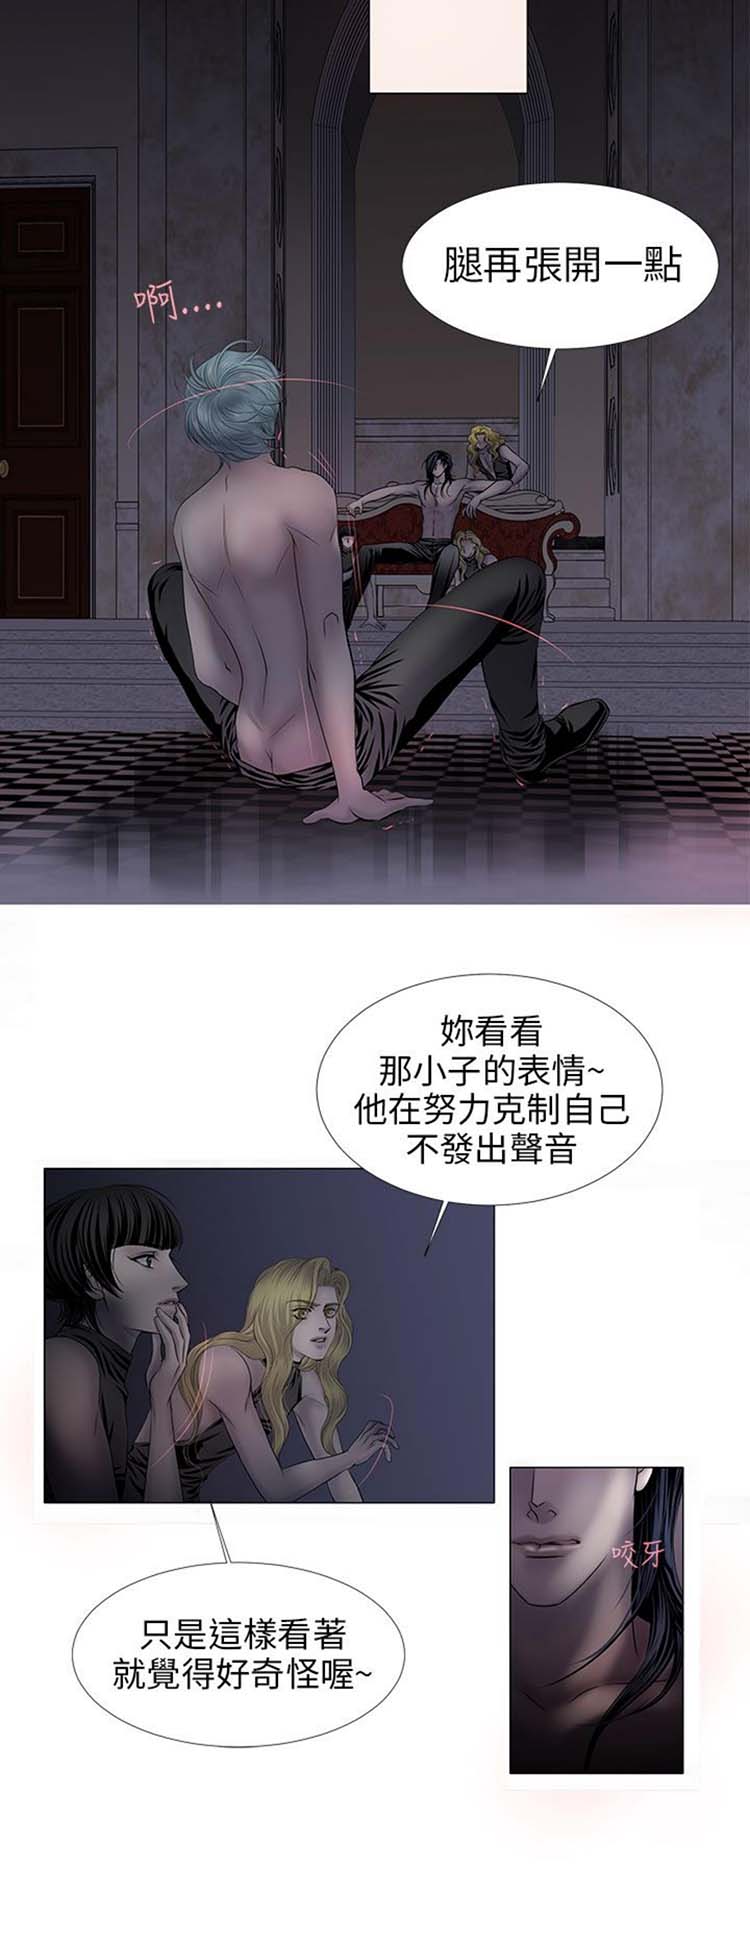 腿再張開一點
啊....
妳看看
那小子的表情~
他在努力克制自己
不發出聲音
咬牙
只是這樣看著
就覺得好奇怪喔~